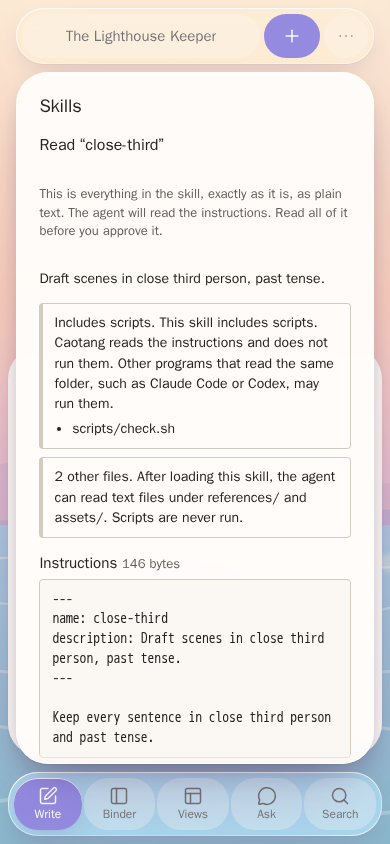 The Lighthouse Keeper
Skills
Read “close-third”
This is everything in the skill, exactly as it is, as plain
text. The agent will read the instructions. Read all of it
before you approve it.
Draft scenes in close third person, past tense.
Includes scripts. This skill includes scripts.
Caotang reads the instructions and does not
run them. Other programs that read the same
folder, such as Claude Code or Codex, may
run them.
• scripts/check.sh
2 other files. After loading this skill, the agent
can read text files under references/ and
assets/. Scripts are never run.
Instructions 146 bytes
---
name: close-third
description: Draft scenes in close third
person, past tense.
---
Keep every sentence in close third person
and past tense.
Write Binder Views Ask Search